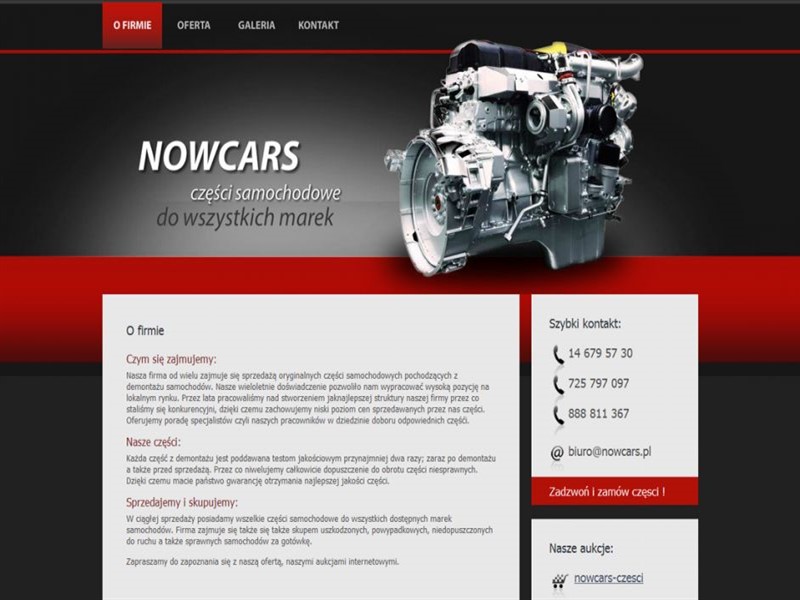 O FIRMIE
OFERTA
GALERIA
KONTAKT
NOWCARS
części samochodowe
do wszystkich marek
O firmie
Czym się zajmujemy:
Nasza firma od wielu zajmuje się sprzedażą oryginalnych części samochodowych pochodzących z
demontażu samochodów. Nasze wieloletnie doświadczenie pozwoliło nam wypracować wysoką pozycję na
lokalnym rynku. Przez lata pracowaliśmy nad stworzeniem jaknajlepszej struktury naszej firmy przez co
staliśmy się konkurencyjni, dzięki czemu zachowujemy niski poziom cen sprzedawanych przez nas części.
Oferujemy poradę specjalistów czyli naszych pracowników w dziedzinie doboru odpowiednich części.
Nasze części:
Każda część z demontażu jest poddawana testom jakościowym przynajmniej dwa razy; zaraz po demontażu
a także przed sprzedażą. Przez co niwelujemy całkowicie dopuszczenie do obrotu części niesprawnych.
Dzięki czemu macie państwo gwarancję otrzymania najlepszej jakości części.
Sprzedajemy i skupujemy:
W ciągłej sprzedaży posiadamy wszelkie części samochodowe do wszystkich dostępnych marek
samochodów. Firma zajmuje się także się także skupem uszkodzonych, powypadkowych, niedopuszczonych
do ruchu a także sprawnych samochodów za gotówkę.
Zapraszamy do zapoznania się z naszą ofertą, naszymi aukcjami internetowymi.
Szybki kontakt:
14 679 57 30
725 797 097
888 811 367
@ biuro@nowcars.pl
Zadzwoń i zamów częsci !
Nasze aukcje:
nowcars-czesci